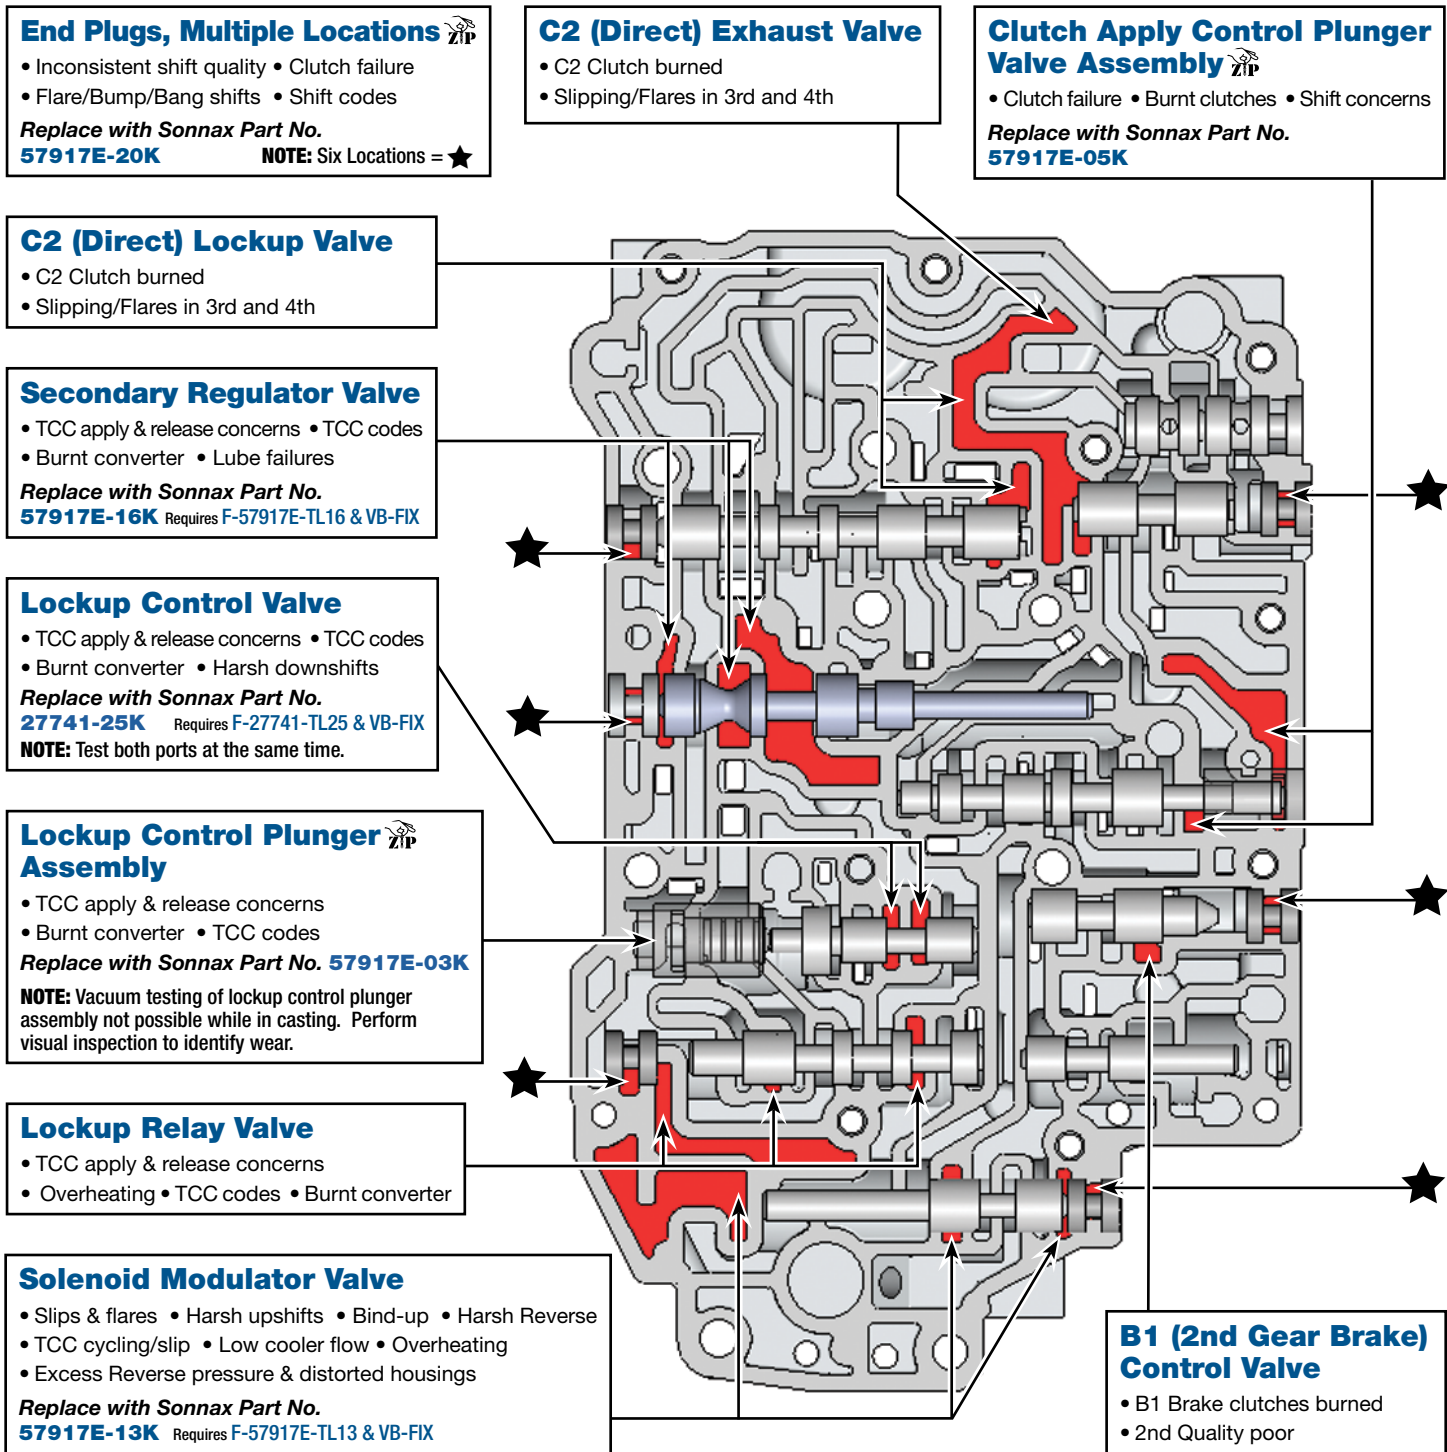 End Plugs, Multiple Locations ZIP
• Inconsistent shift quality • Clutch failure
• Flare/Bump/Bang shifts • Shift codes
Replace with Sonnax Part No.
57917E-20K NOTE: Six Locations = ★
C2 (Direct) Exhaust Valve
• C2 Clutch burned
• Slipping/Flares in 3rd and 4th
Clutch Apply Control Plunger
Valve Assembly ZIP
• Clutch failure • Burnt clutches • Shift concerns
Replace with Sonnax Part No.
57917E-05K
C2 (Direct) Lockup Valve
• C2 Clutch burned
• Slipping/Flares in 3rd and 4th
Secondary Regulator Valve
• TCC apply & release concerns • TCC codes
• Burnt converter • Lube failures
Replace with Sonnax Part No.
57917E-16K Requires F-57917E-TL16 & VB-FIX
Lockup Control Valve
• TCC apply & release concerns • TCC codes
• Burnt converter • Harsh downshifts
Replace with Sonnax Part No.
27741-25K Requires F-27741-TL25 & VB-FIX
NOTE: Test both ports at the same time.
Lockup Control Plunger ZIP
Assembly
• TCC apply & release concerns
• Burnt converter • TCC codes
Replace with Sonnax Part No. 57917E-03K
NOTE: Vacuum testing of lockup control plunger
assembly not possible while in casting. Perform
visual inspection to identify wear.
Lockup Relay Valve
• TCC apply & release concerns
• Overheating • TCC codes • Burnt converter
Solenoid Modulator Valve
• Slips & flares • Harsh upshifts • Bind-up • Harsh Reverse
• TCC cycling/slip • Low cooler flow • Overheating
• Excess Reverse pressure & distorted housings
Replace with Sonnax Part No.
57917E-13K Requires F-57917E-TL13 & VB-FIX
B1 (2nd Gear Brake)
Control Valve
• B1 Brake clutches burned
• 2nd Quality poor